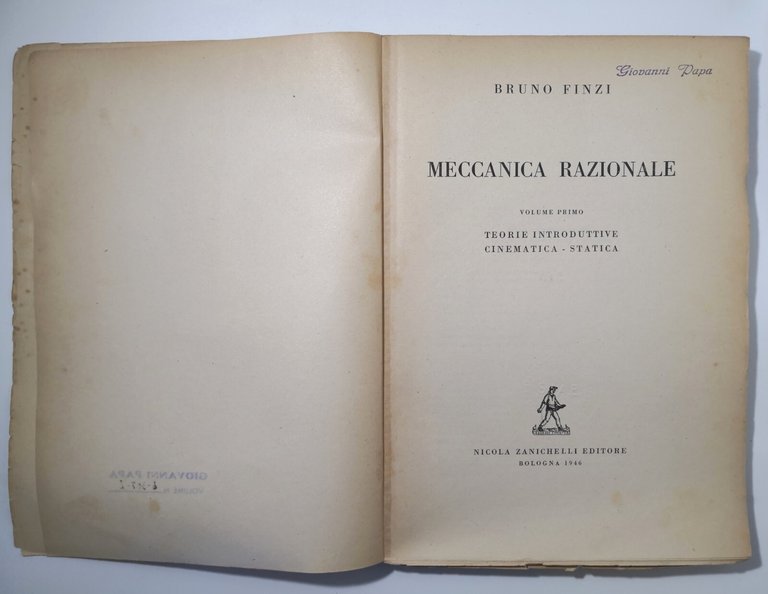 GIOVANNI PAPA
VOLUME N.
Giovanni Papa
BRUNO FINZI
MECCANICA RAZIONALE
VOLUME PRIMO
TEORIE INTRODUTTIVE
CINEMATICA - STATICA
NICOLA ZANICHELLI EDITORE
BOLOGNA 1946